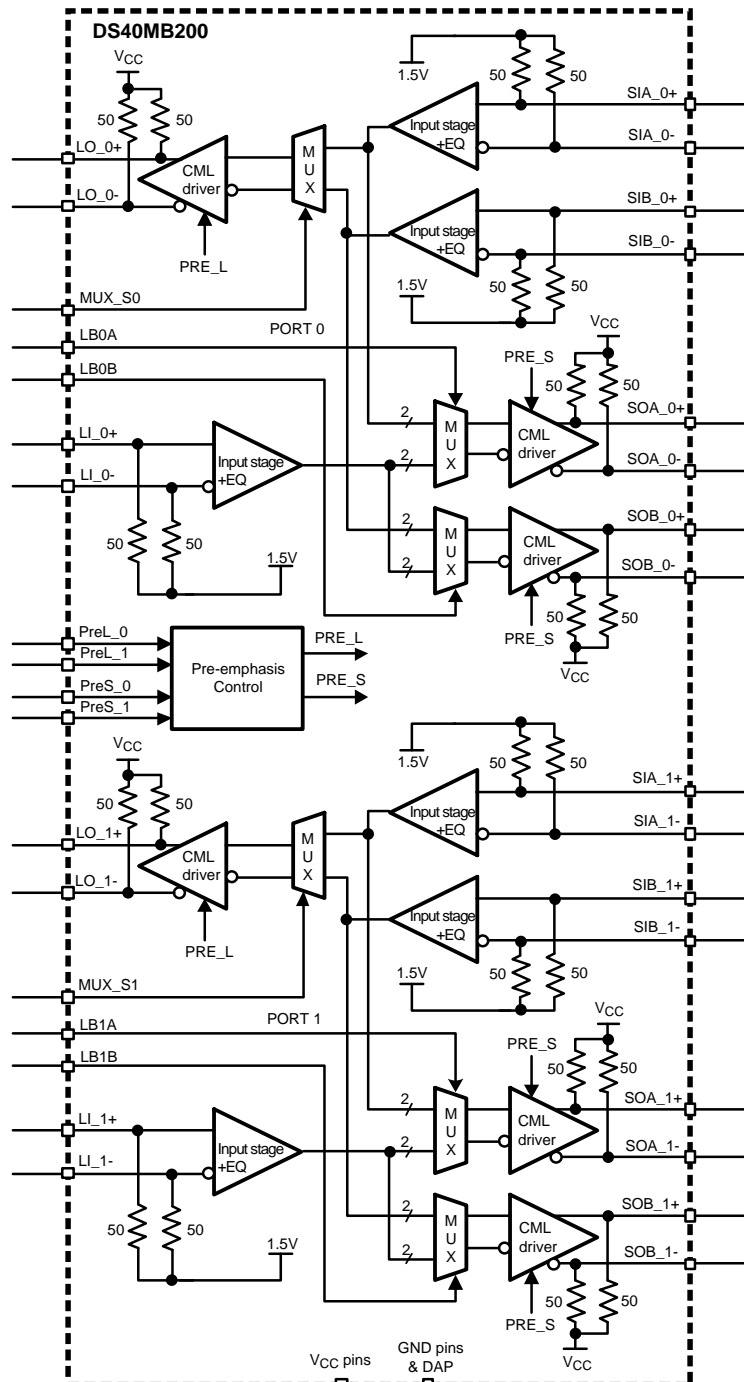 DS40MB200
VCC
50
50
LO_0+
LO_0-
CML driver
PRE_L
MUX
1.5V
50
50
Input stage +EQ
SIA_0+
SIA_0-
Input stage +EQ
SIB_0+
SIB_0-
50
50
1.5V
MUX_S0
LB0A
PORT 0
LB0B
VCC
PRE_S
50
50
LI_0+
LI_0-
Input stage +EQ
2
2
MUX
CML driver
SOA_0+
SOA_0-
50
50
1.5V
2
2
MUX
CML driver
SOB_0+
SOB_0-
PRE_S
50
50
VCC
PreL_0
PreL_1
PreS_0
PreS_1
Pre-emphasis Control
PRE_L
PRE_S
VCC
50
50
LO_1+
LO_1-
CML driver
PRE_L
MUX
1.5V
50
50
Input stage +EQ
SIA_1+
SIA_1-
Input stage +EQ
SIB_1+
SIB_1-
50
50
1.5V
MUX_S1
LB1A
PORT 1
LB1B
VCC
PRE_S
50
50
LI_1+
LI_1-
Input stage +EQ
2
2
MUX
CML driver
SOA_1+
SOA_1-
50
50
1.5V
2
2
MUX
CML driver
SOB_1+
SOB_1-
PRE_S
50
50
VCC
VCC pins
GND pins & DAP